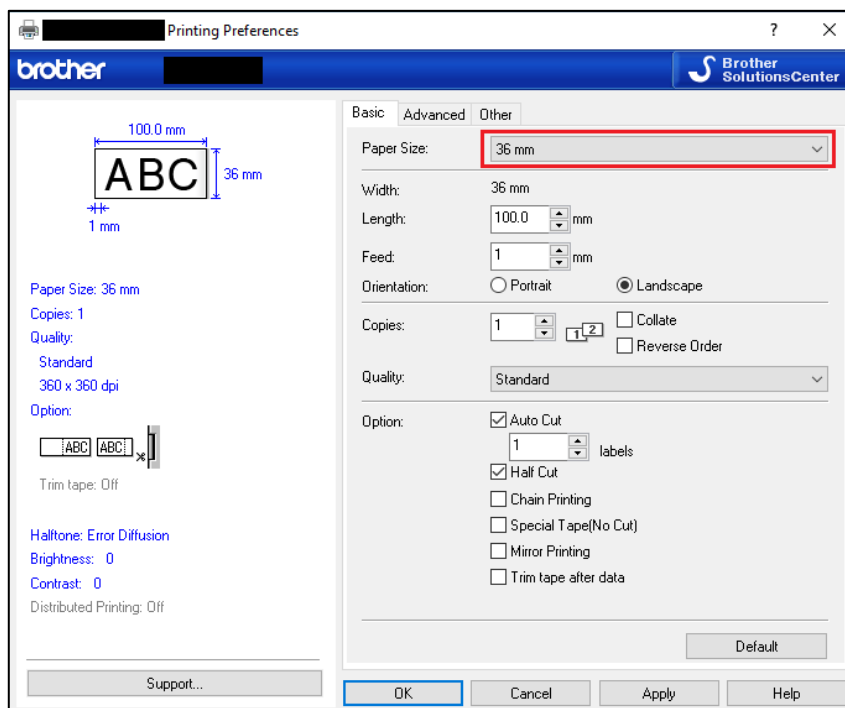 Printing Preferences
?
brother
Brother
SolutionsCenter
100.0 mm
ABC
36 mm
1 mm
Paper Size: 36 mm
Copies: 1
Quality:
Standard
360 x 360 dpi
Option:
ABC ABC
Trim tape: Off
Halftone: Error Diffusion
Brightness: 0
Contrast: 0
Distributed Printing: Off
Support...
Basic Advanced Other
Paper Size: 36 mm
Width: 36 mm
Length: 100.0 mm
Feed: 1 mm
Orientation: Portrait Landscape
Copies: 1 1 2 Collate
Reverse Order
Quality: Standard
Option: Auto Cut
1 labels
Half Cut
Chain Printing
Special Tape(No Cut)
Mirror Printing
Trim tape after data
Default
OK Cancel Apply Help